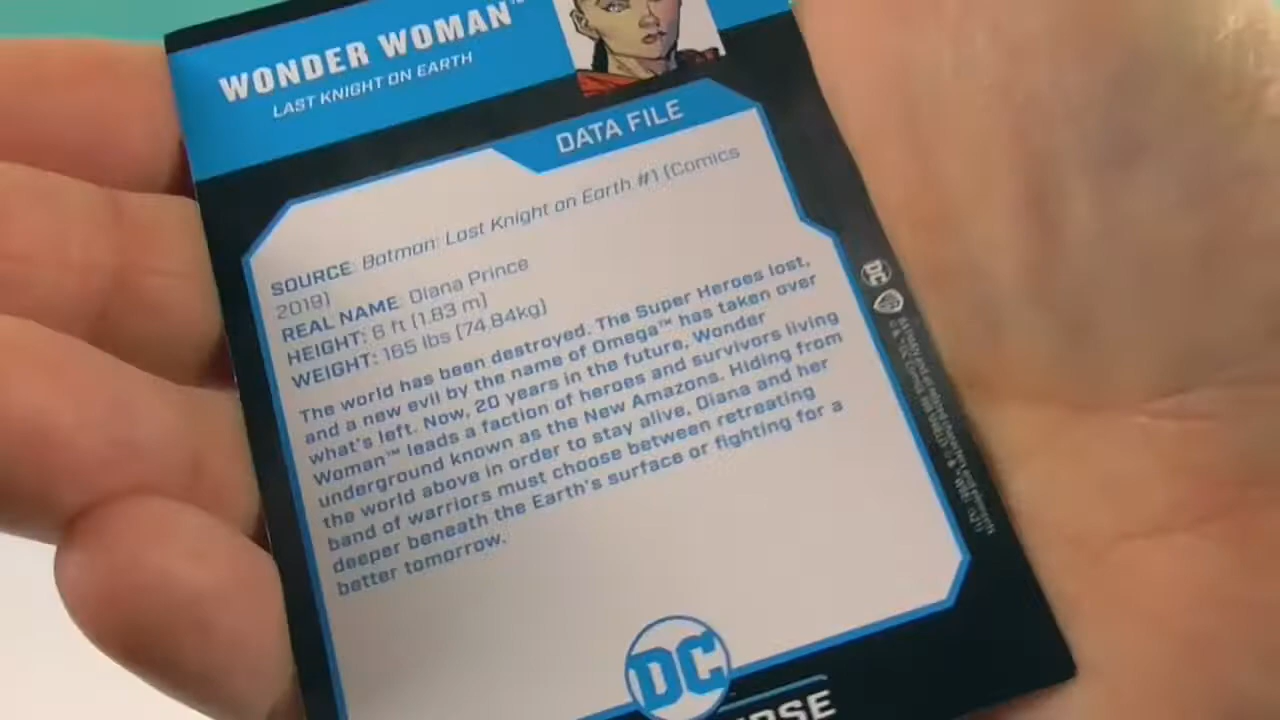 WONDER WOMAN™
LAST KNIGHT ON EARTH
DATA FILE
SOURCE: Batman: Last Knight on Earth #1 (Comics
2019)
REAL NAME: Diana Prince
HEIGHT: 6 ft (1.83 m)
WEIGHT: 165 lbs (74.84kg)
The world has been destroyed. The Super Heroes lost,
and a new evil by the name of Omega™ has taken over
what's left. Now, 20 years in the future, Wonder
Woman™ leads a faction of heroes and survivors living
underground known as the New Amazons. Hiding from
the world above in order to stay alive, Diana and her
band of warriors must choose between retreating
deeper beneath the Earth's surface or fighting for a
better tomorrow.
DC
DC